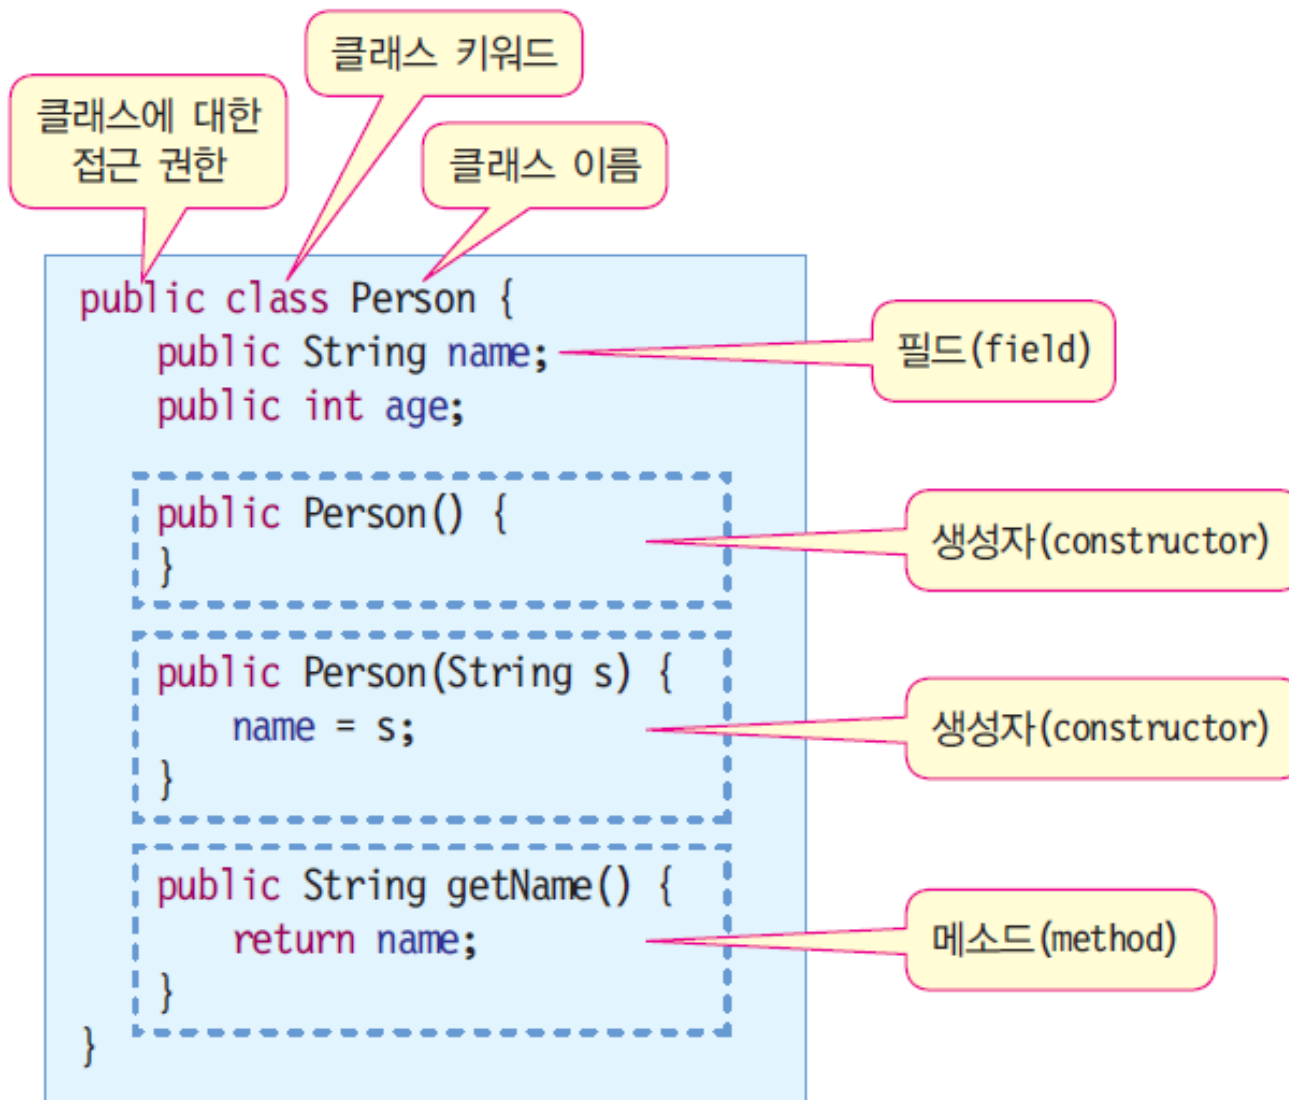 클래스 키워드
클래스에 대한
접근 권한
클래스 이름
public class Person {
public String name;
필드(field)
public int age;
public Person() {
}
생성자(constructor)
public Person(String s) {
name = s;
}
생성자(constructor)
public String getName() {
return name;
}
메소드(method)
}